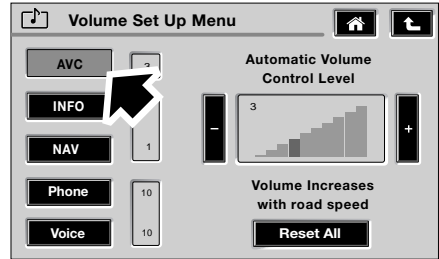 Volume Set Up Menu
AVC
INFO
NAV
1
Phone
10
Voice
10
Automatic Volume
Control Level
-
3
+
Volume Increases
with road speed
Reset All